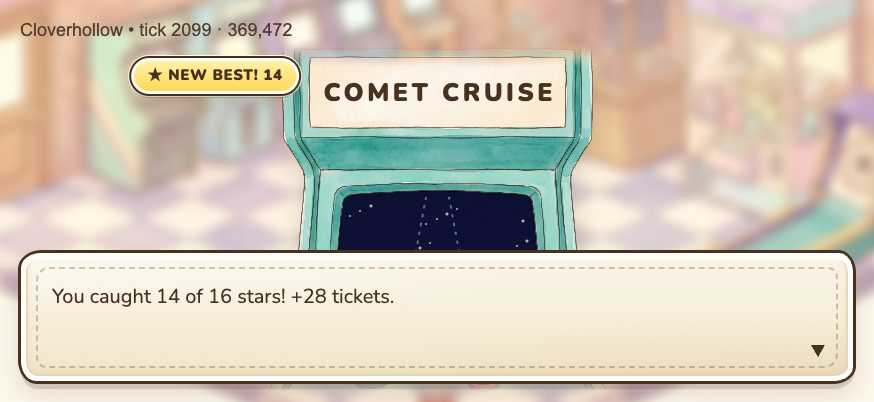 Cloverhollow • tick 2099 · 369,472
★ NEW BEST! 14
COMET CRUISE
You caught 14 of 16 stars! +28 tickets.